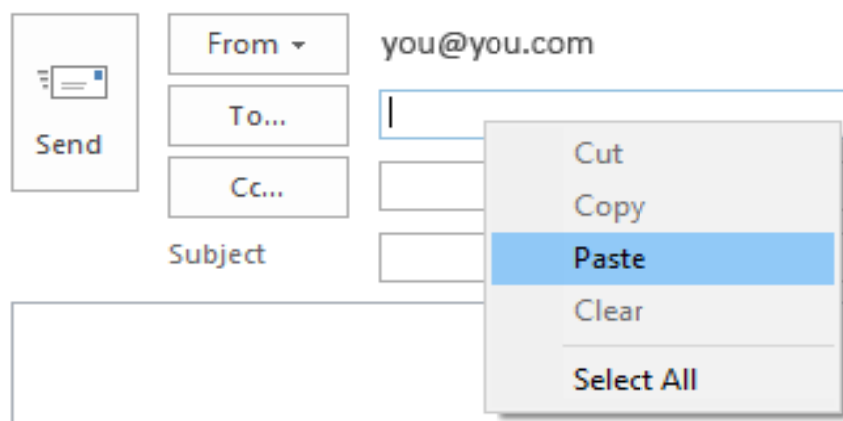 From
you@you.com
To...
Send
Cc...
Subject
Cut
Copy
Paste
Clear
Select All